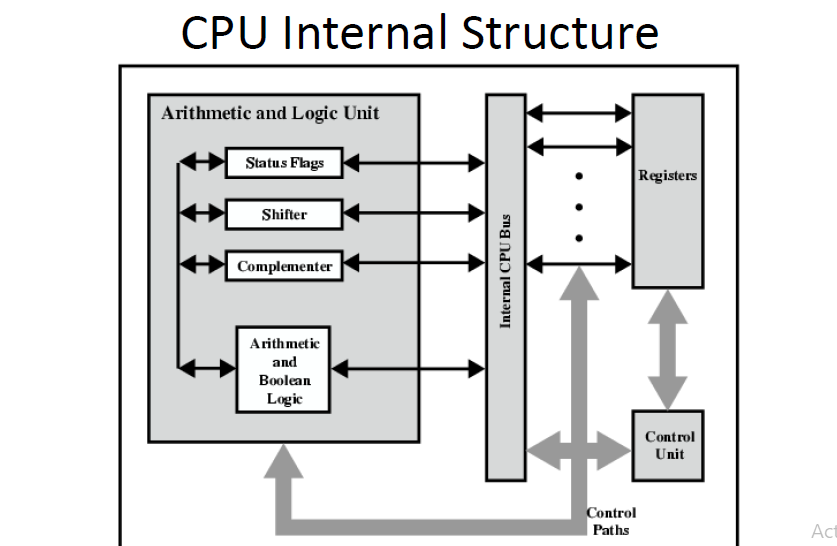 CPU Internal Structure
Arithmetic and Logic Unit
Status Flags
Shifter
Complementer
Arithmetic
and
Boolean
Logic
Internal CPU Bus
Registers
Control
Unit
Control
Paths
Act